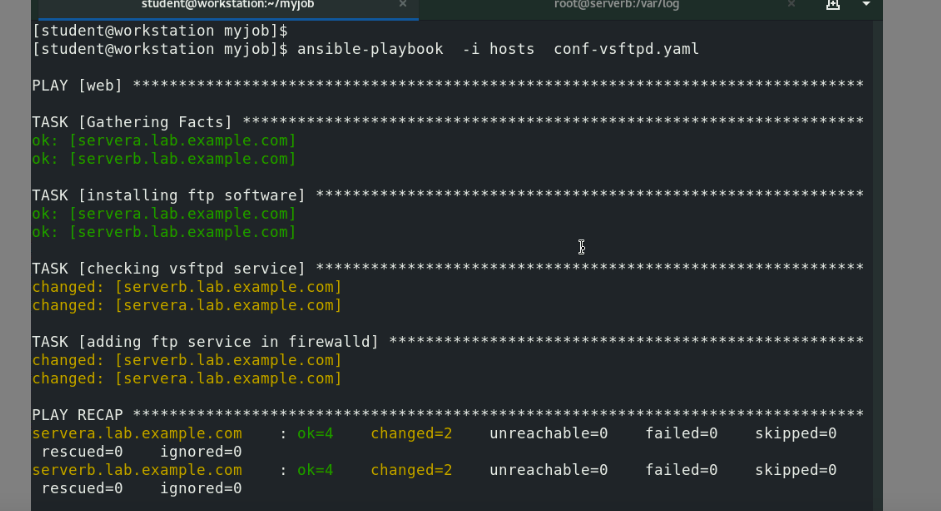 student@workstation:~/myjob × root@serverb:/var/log ×
[student@workstation myjob]$
[student@workstation myjob]$ ansible-playbook  -i hosts  conf-vsftpd.yaml
PLAY [web] ********************************************************************************
TASK [Gathering Facts] ********************************************************************
ok: [servera.lab.example.com]
ok: [serverb.lab.example.com]
TASK [installing ftp software] ************************************************************
ok: [servera.lab.example.com]
ok: [serverb.lab.example.com]
TASK [checking vsftpd service] ************************************************************
changed: [serverb.lab.example.com]
changed: [servera.lab.example.com]
TASK [adding ftp service in firewalld] ****************************************************
changed: [serverb.lab.example.com]
changed: [servera.lab.example.com]
PLAY RECAP ********************************************************************************
servera.lab.example.com    : ok=4    changed=2    unreachable=0    failed=0    skipped=0
 rescued=0    ignored=0
serverb.lab.example.com    : ok=4    changed=2    unreachable=0    failed=0    skipped=0
 rescued=0    ignored=0